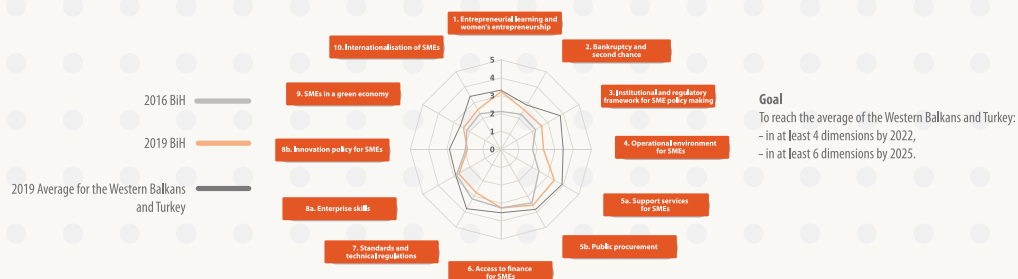 1. Entrepreneurial learning and
women's entrepreneurship
2. Bankruptcy and
second chance
3. Institutional and regulatory
framework for SME policy making
4. Operational environment
for SMEs
5a. Support services
for SMEs
5b. Public procurement
6. Access to finance
for SMEs
7. Standards and
technical regulations
8a. Enterprise skills
8b. Innovation policy for SMEs
9. SMEs in a green economy
10. Internationalisation of SMEs
5
4
3
2
1
0
2016 BiH
2019 BiH
2019 Average for the Western Balkans
and Turkey
Goal
To reach the average of the Western Balkans and Turkey:
– in at least 4 dimensions by 2022,
– in at least 6 dimensions by 2025.